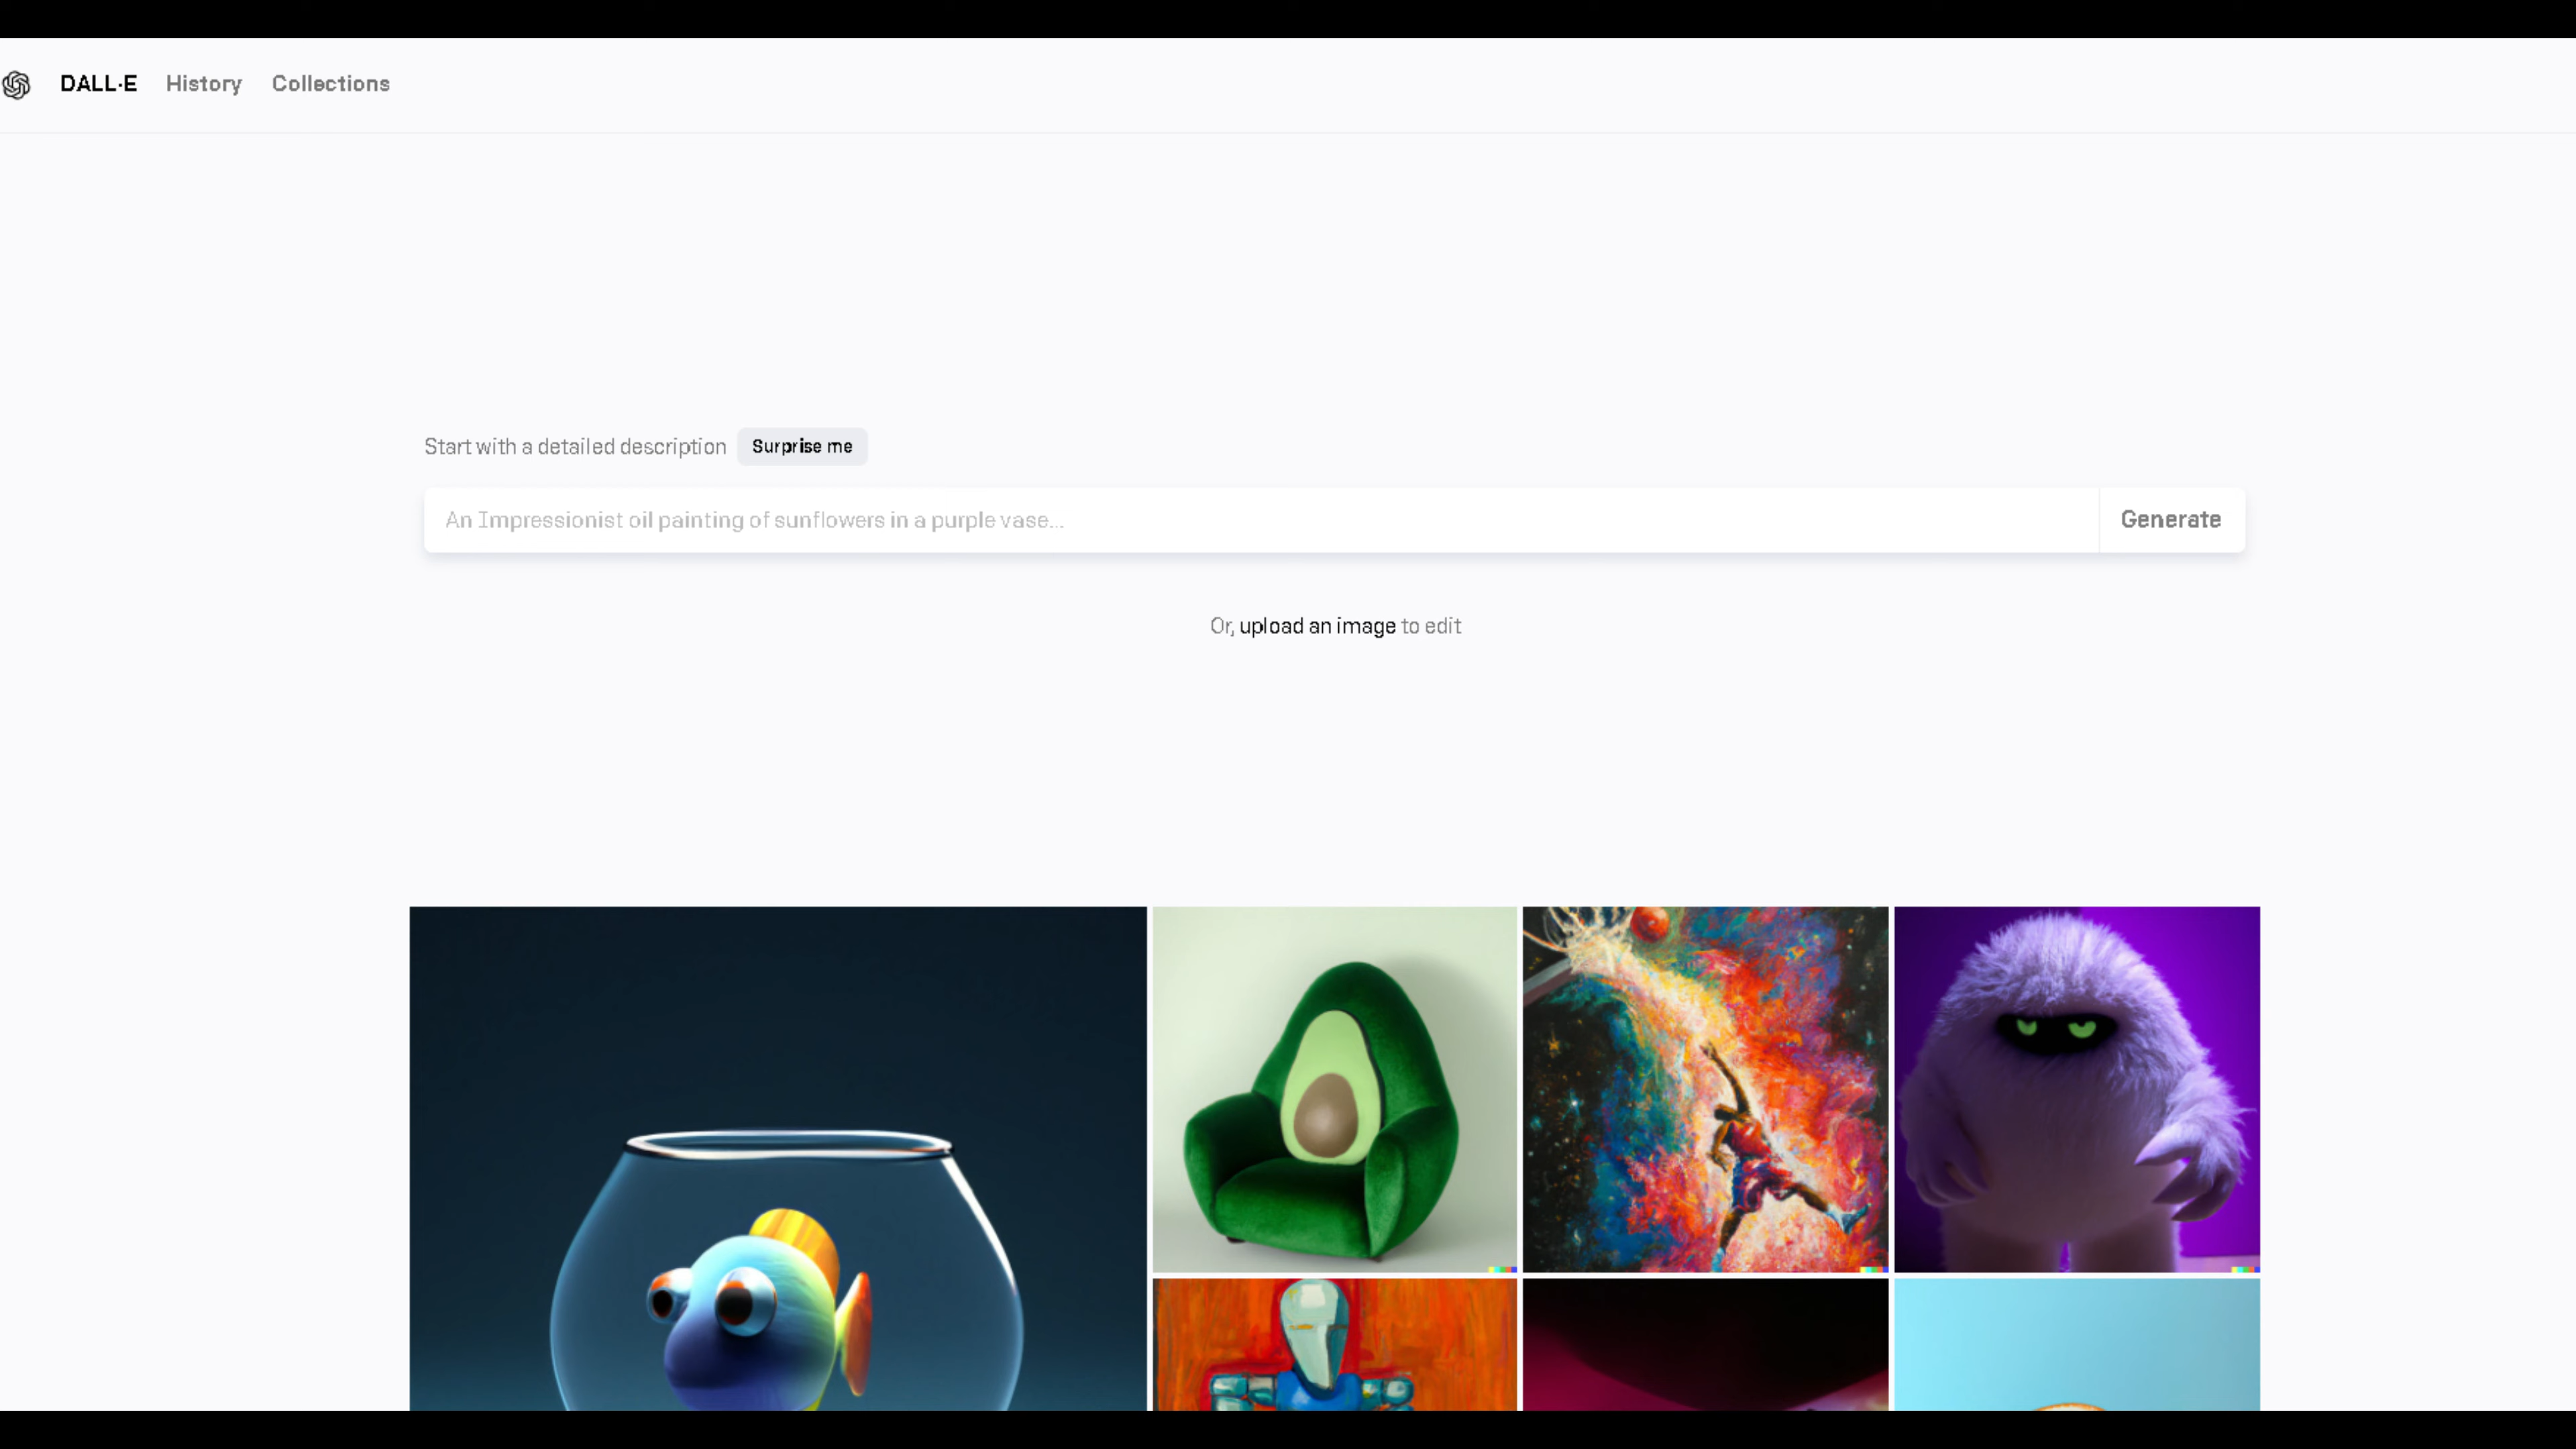 DALL·E History Collections
Start with a detailed description Surprise me
An Impressionist oil painting of sunflowers in a purple vase... Generate
Or, upload an image to edit